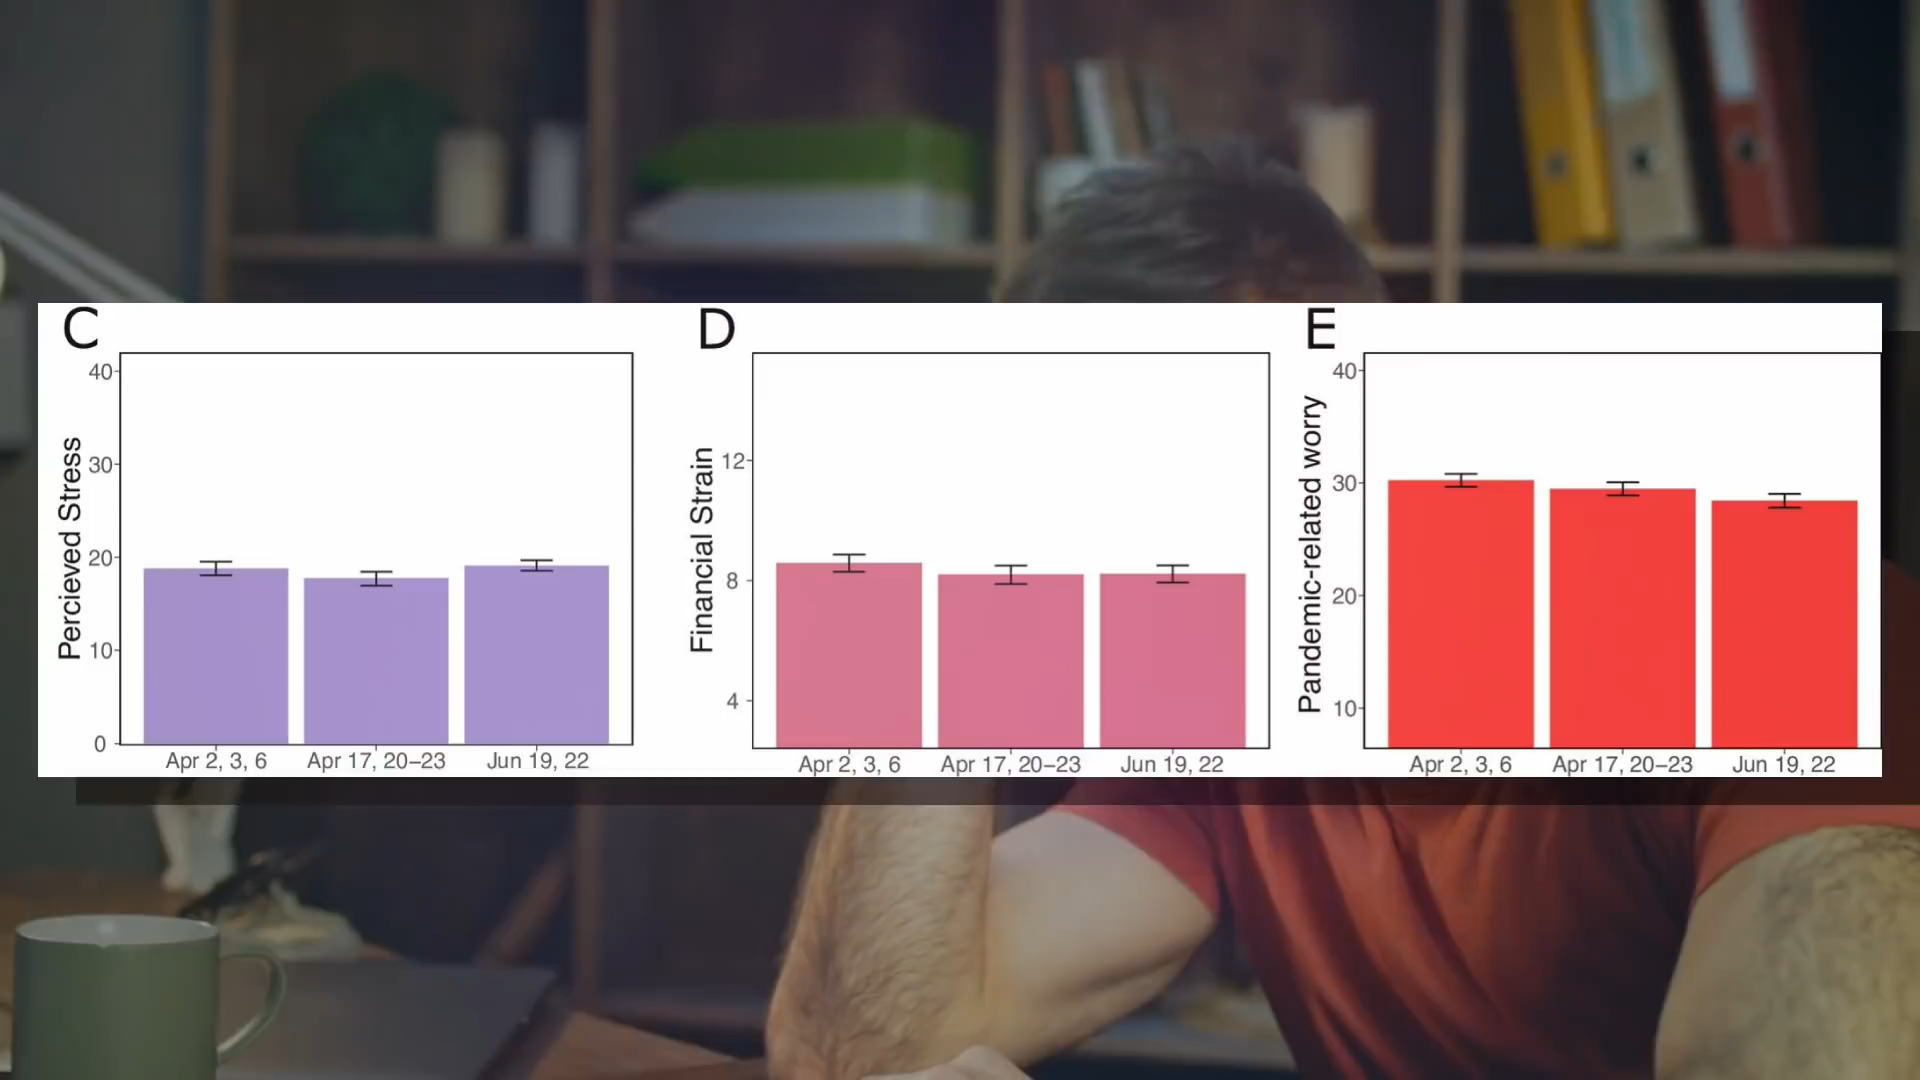 C
Percieved Stress
40
30
20
10
0
Apr 2, 3, 6
Apr 17, 20–23
Jun 19, 22
D
Financial Strain
12
8
4
Apr 2, 3, 6
Apr 17, 20–23
Jun 19, 22
E
Pandemic-related worry
40
30
20
10
Apr 2, 3, 6
Apr 17, 20–23
Jun 19, 22